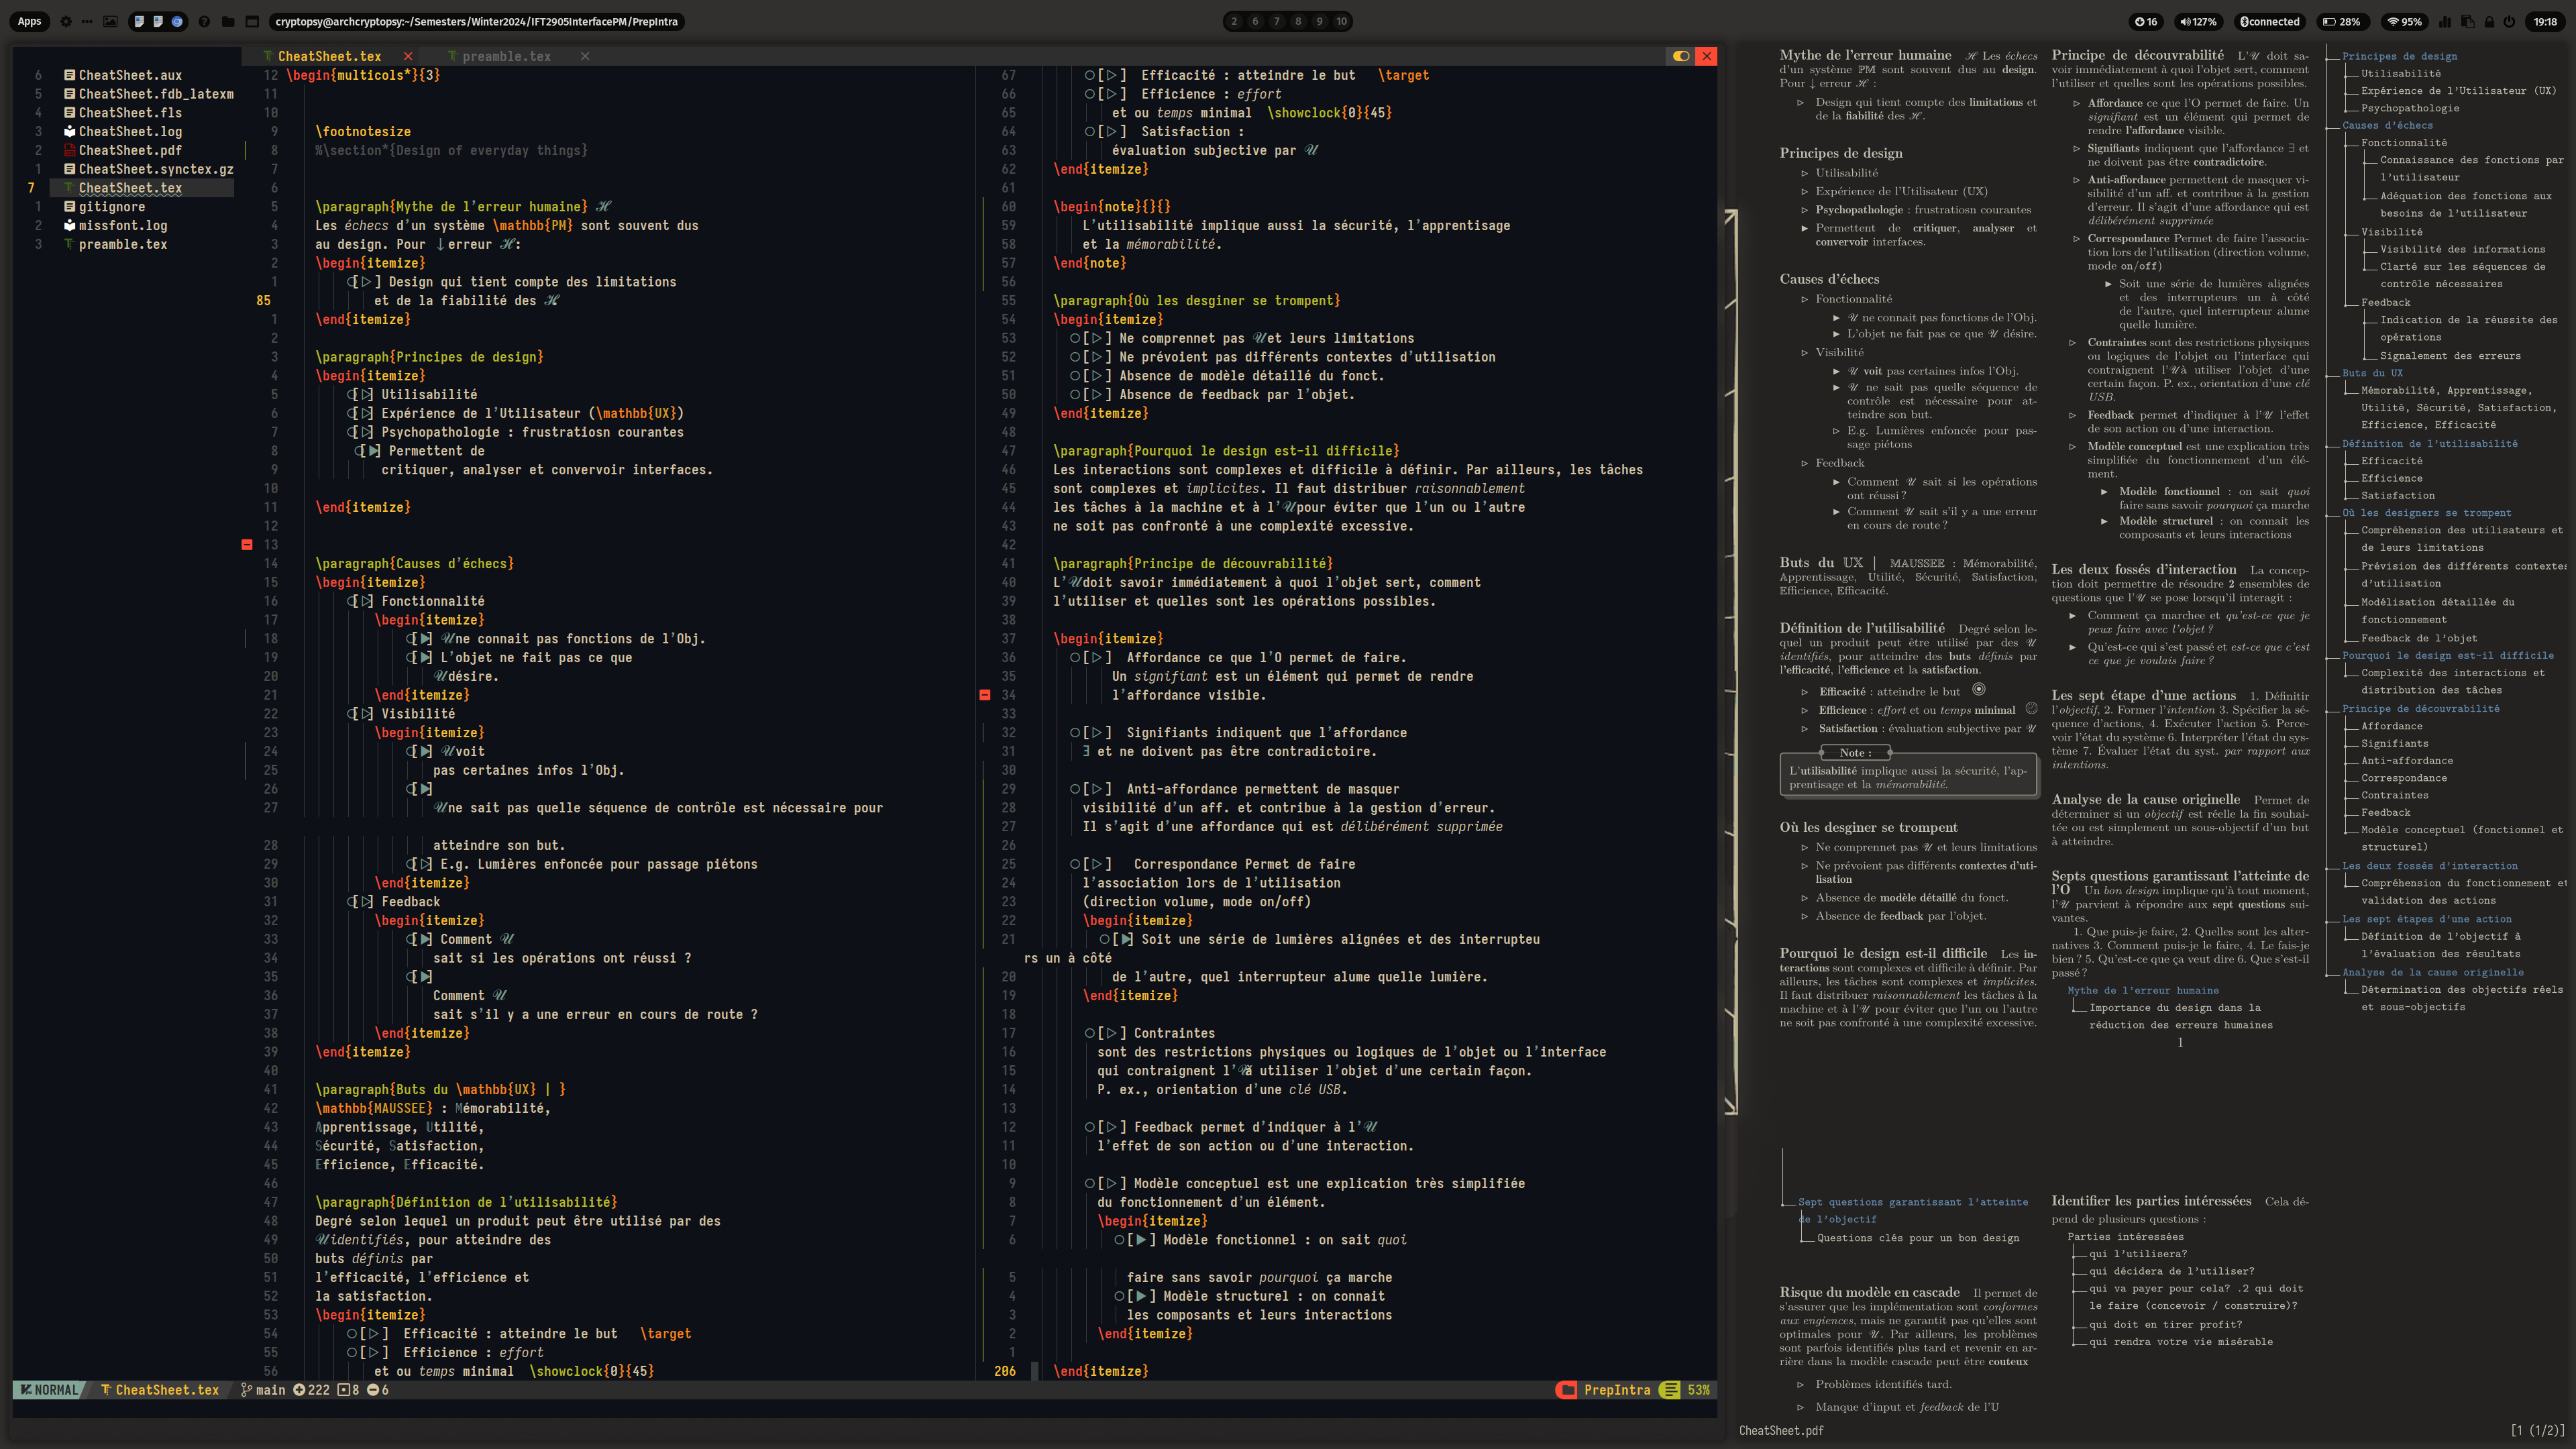 Apps
cryptopsy@archcryptopsy:~/Semesters/Winter2024/IFT2905InterfacePM/PrepIntra
2 6 7 8 9 10
16
127%
connected
28%
95%
19:18
CheatSheet.tex
preamble.tex
6 CheatSheet.aux
5 CheatSheet.fdb_latexm
4 CheatSheet.fls
3 CheatSheet.log
2 CheatSheet.pdf
1 CheatSheet.synctex.gz
7 CheatSheet.tex
1 gitignore
2 missfont.log
3 preamble.tex
12 \begin{multicols*}{3}
11
10
9 \footnotesize
8 %\section*{Design of everyday things}
7
6
5 \paragraph{Mythe de l'erreur humaine} ℋ
4 Les échecs d'un système \mathbb{PM} sont souvent dus
3 au design. Pour ↓erreur ℋ:
2 \begin{itemize}
1 [▷] Design qui tient compte des limitations
85 et de la fiabilité des ℋ.
1 \end{itemize}
2
3 \paragraph{Principes de design}
4 \begin{itemize}
5 [▷] Utilisabilité
6 [▷] Expérience de l'Utilisateur (\mathbb{UX})
7 [▷] Psychopathologie : frustratiosn courantes
8 [▶] Permettent de
9 critiquer, analyser et convervoir interfaces.
10
11 \end{itemize}
12
13
14 \paragraph{Causes d'échecs}
15 \begin{itemize}
16 [▷] Fonctionnalité
17 \begin{itemize}
18 [▶] 𝒰ne connait pas fonctions de l'Obj.
19 [▶] L'objet ne fait pas ce que
20 𝒰désire.
21 \end{itemize}
22 [▷] Visibilité
23 \begin{itemize}
24 [▶] 𝒰voit
25 pas certaines infos l'Obj.
26 [▶]
27 𝒰ne sait pas quelle séquence de contrôle est nécessaire pour
28 atteindre son but.
29 [▷] E.g. Lumières enfoncée pour passage piétons
30 \end{itemize}
31 [▷] Feedback
32 \begin{itemize}
33 [▶] Comment 𝒰
34 sait si les opérations ont réussi ?
35 [▶]
36 Comment 𝒰
37 sait s'il y a une erreur en cours de route ?
38 \end{itemize}
39 \end{itemize}
40
41 \paragraph{Buts du \mathbb{UX} | }
42 \mathbb{MAUSSEE} : Mémorabilité,
43 Apprentissage, Utilité,
44 Sécurité, Satisfaction,
45 Efficience, Efficacité.
46
47 \paragraph{Définition de l'utilisabilité}
48 Degré selon lequel un produit peut être utilisé par des
49 𝒰identifiés, pour atteindre des
50 buts définis par
51 l'efficacité, l'efficience et
52 la satisfaction.
53 \begin{itemize}
54 [▷] Efficacité : atteindre le but \target
55 [▷] Efficience : effort
56 et ou temps minimal \showclock{0}{45}
67 [▷] Efficacité : atteindre le but \target
66 [▷] Efficience : effort
65 et ou temps minimal \showclock{0}{45}
64 [▷] Satisfaction :
63 évaluation subjective par 𝒰
62 \end{itemize}
61
60 \begin{note}{}{}
59 L'utilisabilité implique aussi la sécurité, l'apprentisage
58 et la mémorabilité.
57 \end{note}
56
55 \paragraph{Où les desginer se trompent}
54 \begin{itemize}
53 [▷] Ne comprennet pas 𝒰et leurs limitations
52 [▷] Ne prévoient pas différents contextes d'utilisation
51 [▷] Absence de modèle détaillé du fonct.
50 [▷] Absence de feedback par l'objet.
49 \end{itemize}
48
47 \paragraph{Pourquoi le design est-il difficile}
46 Les interactions sont complexes et difficile à définir. Par ailleurs, les tâches
45 sont complexes et implicites. Il faut distribuer raisonnablement
44 les tâches à la machine et à l'𝒰pour éviter que l'un ou l'autre
43 ne soit pas confronté à une complexité excessive.
42
41 \paragraph{Principe de découvrabilité}
40 L'𝒰doit savoir immédiatement à quoi l'objet sert, comment
39 l'utiliser et quelles sont les opérations possibles.
38
37 \begin{itemize}
36 [▷] Affordance ce que l'O permet de faire.
35 Un signifiant est un élément qui permet de rendre
34 l'affordance visible.
33
32 [▷] Signifiants indiquent que l'affordance
31 ∃ et ne doivent pas être contradictoire.
30
29 [▷] Anti-affordance permettent de masquer
28 visibilité d'un aff. et contribue à la gestion d'erreur.
27 Il s'agit d'une affordance qui est délibérément supprimée
26
25 [▷] Correspondance Permet de faire
24 l'association lors de l'utilisation
23 (direction volume, mode on/off)
22 \begin{itemize}
21 [▶] Soit une série de lumières alignées et des interrupteu
rs un à côté
20 de l'autre, quel interrupteur alume quelle lumière.
19 \end{itemize}
18
17 [▷] Contraintes
16 sont des restrictions physiques ou logiques de l'objet ou l'interface
15 qui contraignent l'𝒰à utiliser l'objet d'une certain façon.
14 P. ex., orientation d'une clé USB.
13
12 [▷] Feedback permet d'indiquer à l'𝒰
11 l'effet de son action ou d'une interaction.
10
9 [▷] Modèle conceptuel est une explication très simplifiée
8 du fonctionnement d'un élément.
7 \begin{itemize}
6 [▶] Modèle fonctionnel : on sait quoi
5 faire sans savoir pourquoi ça marche
4 [▶] Modèle structurel : on connait
3 les composants et leurs interactions
2 \end{itemize}
1
206 \end{itemize}
NORMAL CheatSheet.tex main 222 8 6
PrepIntra 53%
Mythe de l'erreur humaine ℋ Les échecs
d'un système PM sont souvent dus au design.
Pour ↓ erreur ℋ :
▷ Design qui tient compte des limitations et
de la fiabilité des ℋ.
Principes de design
▷ Utilisabilité
▷ Expérience de l'Utilisateur (UX)
▷ Psychopathologie : frustratiosn courantes
▶ Permettent de critiquer, analyser et
convervoir interfaces.
Causes d'échecs
▷ Fonctionnalité
▶ 𝒰 ne connait pas fonctions de l'Obj.
▶ L'objet ne fait pas ce que 𝒰 désire.
▷ Visibilité
▶ 𝒰 voit pas certaines infos l'Obj.
▶ 𝒰 ne sait pas quelle séquence de
contrôle est nécessaire pour at-
teindre son but.
▷ E.g. Lumières enfoncée pour pas-
sage piétons
▷ Feedback
▶ Comment 𝒰 sait si les opérations
ont réussi ?
▶ Comment 𝒰 sait s'il y a une erreur
en cours de route ?
Buts du UX | MAUSSEE : Mémorabilité,
Apprentissage, Utilité, Sécurité, Satisfaction,
Efficience, Efficacité.
Définition de l'utilisabilité Degré selon le-
quel un produit peut être utilisé par des 𝒰
identifiés, pour atteindre des buts définis par
l'efficacité, l'efficience et la satisfaction.
▷ Efficacité : atteindre le but
▷ Efficience : effort et ou temps minimal
▷ Satisfaction : évaluation subjective par 𝒰
Note :
L'utilisabilité implique aussi la sécurité, l'ap-
prentisage et la mémorabilité.
Où les desginer se trompent
▷ Ne comprennet pas 𝒰 et leurs limitations
▷ Ne prévoient pas différents contextes d'uti-
lisation
▷ Absence de modèle détaillé du fonct.
▷ Absence de feedback par l'objet.
Pourquoi le design est-il difficile Les in-
teractions sont complexes et difficile à définir. Par
ailleurs, les tâches sont complexes et implicites.
Il faut distribuer raisonnablement les tâches à la
machine et à l'𝒰 pour éviter que l'un ou l'autre
ne soit pas confronté à une complexité excessive.
Principe de découvrabilité L'𝒰 doit sa-
voir immédiatement à quoi l'objet sert, comment
l'utiliser et quelles sont les opérations possibles.
▷ Affordance ce que l'O permet de faire. Un
signifiant est un élément qui permet de
rendre l'affordance visible.
▷ Signifiants indiquent que l'affordance ∃ et
ne doivent pas être contradictoire.
▷ Anti-affordance permettent de masquer vi-
sibilité d'un aff. et contribue à la gestion
d'erreur. Il s'agit d'une affordance qui est
délibérément supprimée
▷ Correspondance Permet de faire l'associa-
tion lors de l'utilisation (direction volume,
mode on/off)
▶ Soit une série de lumières alignées
et des interrupteurs un à côté
de l'autre, quel interrupteur alume
quelle lumière.
▷ Contraintes sont des restrictions physiques
ou logiques de l'objet ou l'interface qui
contraignent l'𝒰à utiliser l'objet d'une
certain façon. P. ex., orientation d'une clé
USB.
▷ Feedback permet d'indiquer à l'𝒰 l'effet
de son action ou d'une interaction.
▷ Modèle conceptuel est une explication très
simplifiée du fonctionnement d'un élé-
ment.
▶ Modèle fonctionnel : on sait quoi
faire sans savoir pourquoi ça marche
▶ Modèle structurel : on connait les
composants et leurs interactions
Les deux fossés d'interaction La concep-
tion doit permettre de résoudre 2 ensembles de
questions que l'𝒰 se pose lorsqu'il interagit :
▶ Comment ça marchee et qu'est-ce que je
peux faire avec l'objet ?
▶ Qu'est-ce qui s'est passé et est-ce que c'est
ce que je voulais faire ?
Les sept étape d'une actions 1. Définir
l'objectif, 2. Former l'intention 3. Spécifier la sé-
quence d'actions, 4. Exécuter l'action 5. Perce-
voir l'état du système 6. Interpréter l'état du sys-
tème 7. Évaluer l'état du syst. par rapport aux
intentions.
Analyse de la cause originelle Permet de
déterminer si un objectif est réelle la fin souhai-
tée ou est simplement un sous-objectif d'un but
à atteindre.
Septs questions garantissant l'atteinte de
l'O Un bon design implique qu'à tout moment,
l'𝒰 parvient à répondre aux sept questions sui-
vantes.
1. Que puis-je faire, 2. Quelles sont les alter-
natives 3. Comment puis-je le faire, 4. Le fais-je
bien ? 5. Qu'est-ce que ça veut dire 6. Que s'est-il
passé ?
Mythe de l'erreur humaine
Importance du design dans la
réduction des erreurs humaines
1
Principes de design
Utilisabilité
Expérience de l'Utilisateur (UX)
Psychopathologie
Causes d'échecs
Fonctionnalité
Connaissance des fonctions par
l'utilisateur
Adéquation des fonctions aux
besoins de l'utilisateur
Visibilité
Visibilité des informations
Clarté sur les séquences de
contrôle nécessaires
Feedback
Indication de la réussite des
opérations
Signalement des erreurs
Buts du UX
Mémorabilité, Apprentissage,
Utilité, Sécurité, Satisfaction,
Efficience, Efficacité
Définition de l'utilisabilité
Efficacité
Efficience
Satisfaction
Où les designers se trompent
Compréhension des utilisateurs et
de leurs limitations
Prévision des différents contextes
d'utilisation
Modélisation détaillée du
fonctionnement
Feedback de l'objet
Pourquoi le design est-il difficile
Complexité des interactions et
distribution des tâches
Principe de découvrabilité
Affordance
Signifiants
Anti-affordance
Correspondance
Contraintes
Feedback
Modèle conceptuel (fonctionnel et
structurel)
Les deux fossés d'interaction
Compréhension du fonctionnement et
validation des actions
Les sept étapes d'une action
Définition de l'objectif à
l'évaluation des résultats
Analyse de la cause originelle
Détermination des objectifs réels
et sous-objectifs
Sept questions garantissant l'atteinte
de l'objectif
Questions clés pour un bon design
Risque du modèle en cascade Il permet de
s'assurer que les implémentation sont conformes
aux engiences, mais ne garantit pas qu'elles sont
optimales pour 𝒰. Par ailleurs, les problèmes
sont parfois identifiés plus tard et revenir en ar-
rière dans la modèle cascade peut être couteux
▷ Problèmes identifiés tard.
▷ Manque d'input et feedback de l'U
Identifier les parties intéressées Cela dé-
pend de plusieurs questions :
Parties intéressées
qui l'utilisera?
qui décidera de l'utiliser?
qui va payer pour cela? .2 qui doit
le faire (concevoir / construire)?
qui doit en tirer profit?
qui rendra votre vie misérable
CheatSheet.pdf
[1 (1/2)]